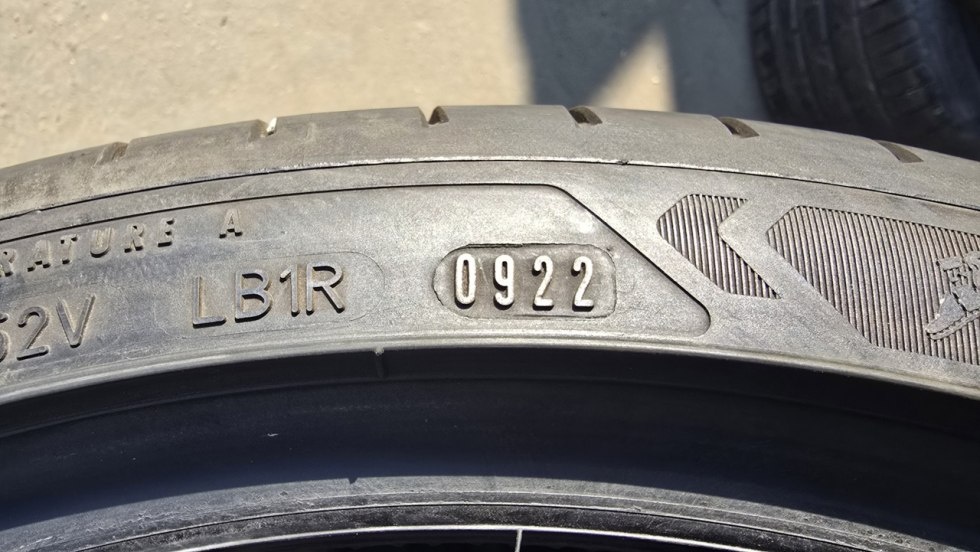 RATURE A
52V LB1R 0922